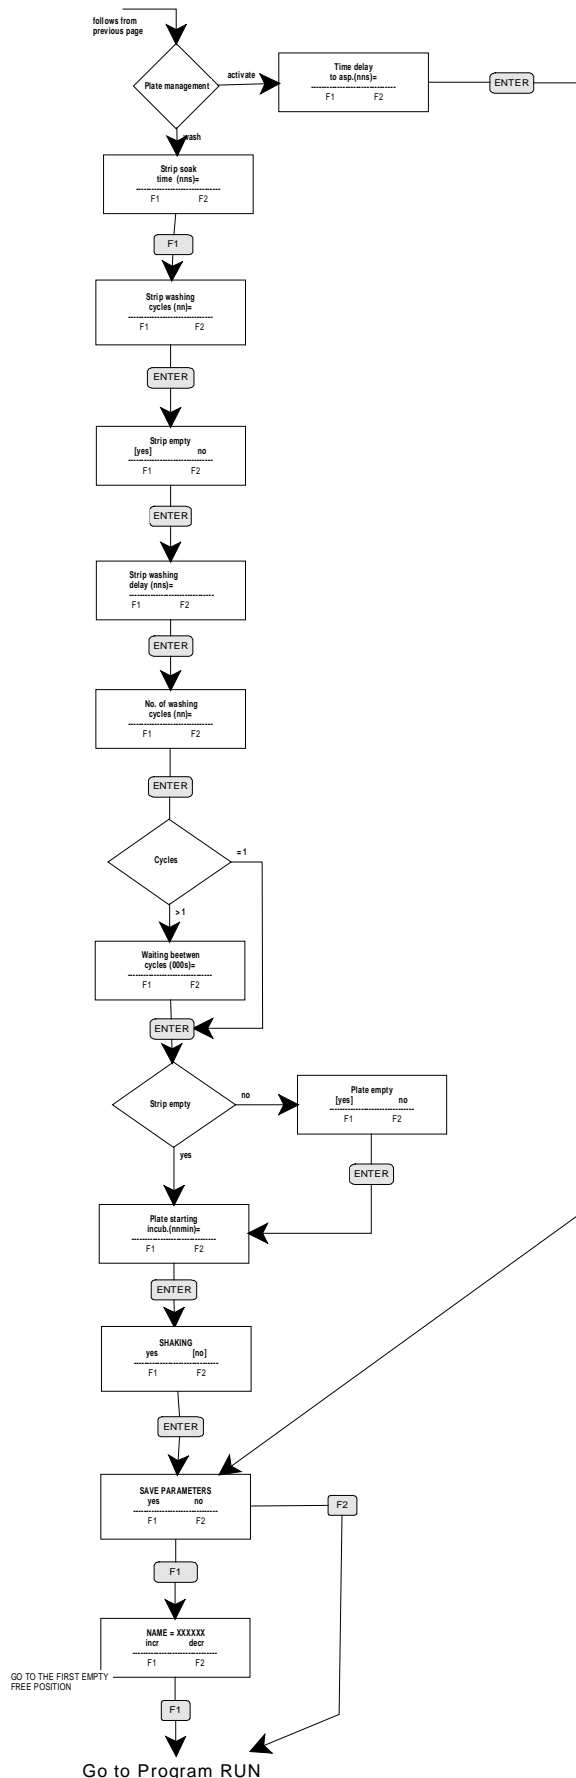 follows from
previous page
Plate management
activate
Time delay
to asp.(nns)=
F1 F2
ENTER
wash
Strip soak
time (nns)=
F1 F2
F1
Strip washing
cycles (nn)=
F1 F2
ENTER
Strip empty
[yes] no
F1 F2
ENTER
Strip washing
delay (nns)=
F1 F2
ENTER
No. of washing
cycles (nn)=
F1 F2
ENTER
Cycles
= 1
> 1
Waiting beetwen
cycles (000s)=
F1 F2
ENTER
Strip empty
no
Plate empty
[yes] no
F1 F2
ENTER
yes
Plate starting
incub.(nnmin)=
F1 F2
ENTER
SHAKING
yes [no]
F1 F2
ENTER
SAVE PARAMETERS
yes no
F1 F2
F2
F1
NAME = XXXXXX
incr decr
F1 F2
GO TO THE FIRST EMPTY
FREE POSITION
F1
Go to Program RUN